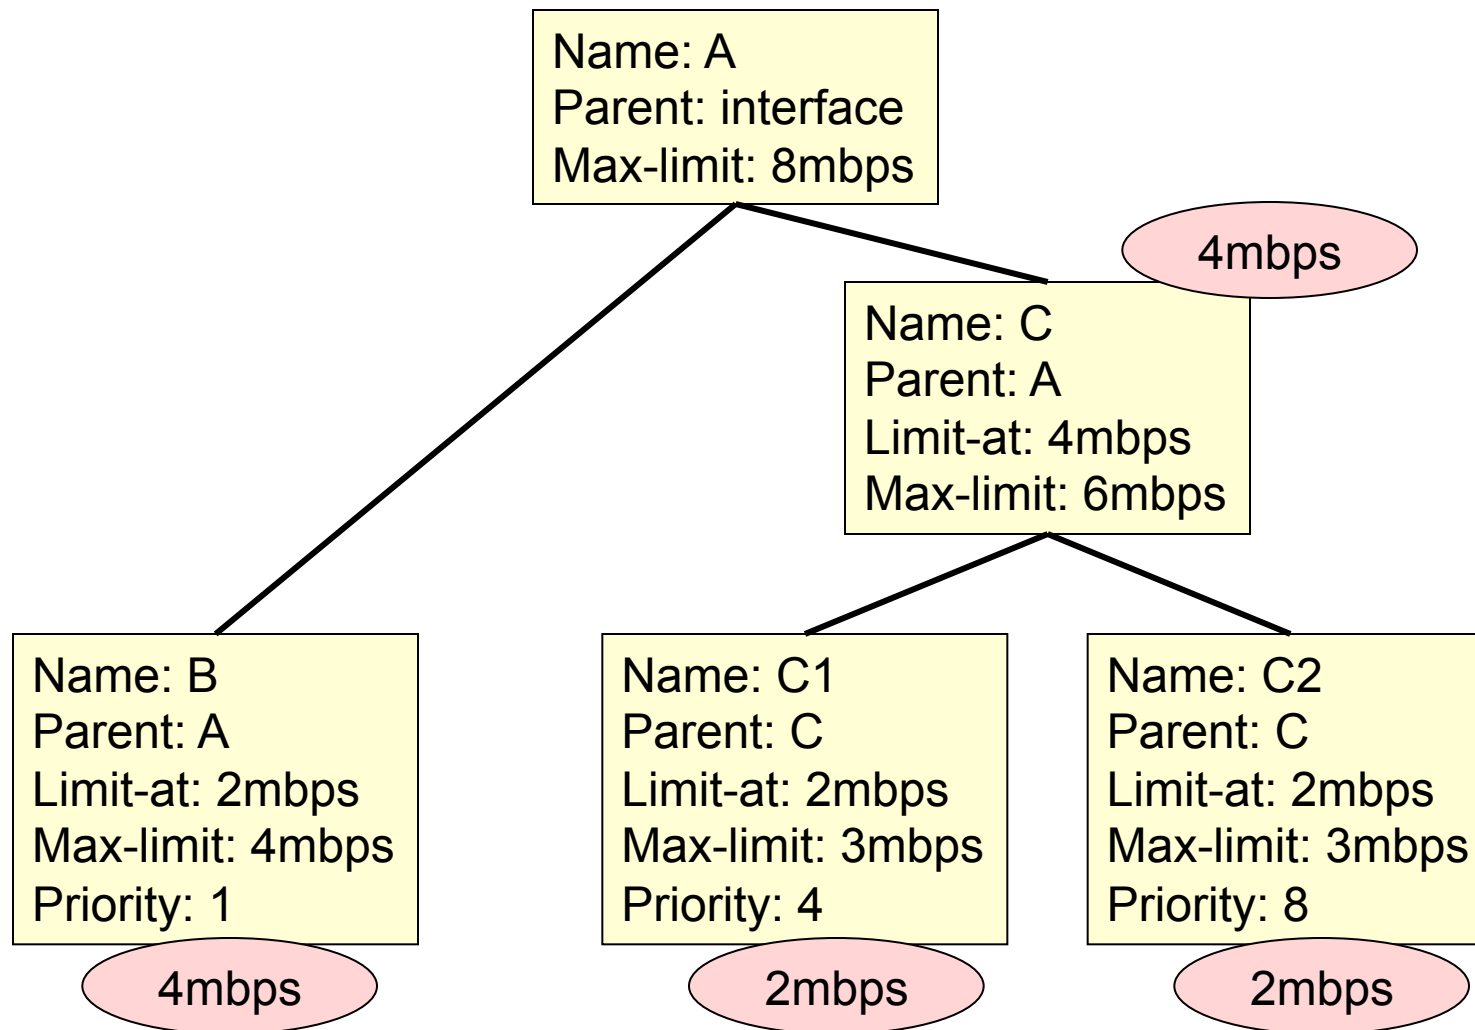 Name: A
Parent: interface
Max-limit: 8mbps
4mbps
Name: C
Parent: A
Limit-at: 4mbps
Max-limit: 6mbps
Name: B
Parent: A
Limit-at: 2mbps
Max-limit: 4mbps
Priority: 1
4mbps
Name: C1
Parent: C
Limit-at: 2mbps
Max-limit: 3mbps
Priority: 4
2mbps
Name: C2
Parent: C
Limit-at: 2mbps
Max-limit: 3mbps
Priority: 8
2mbps